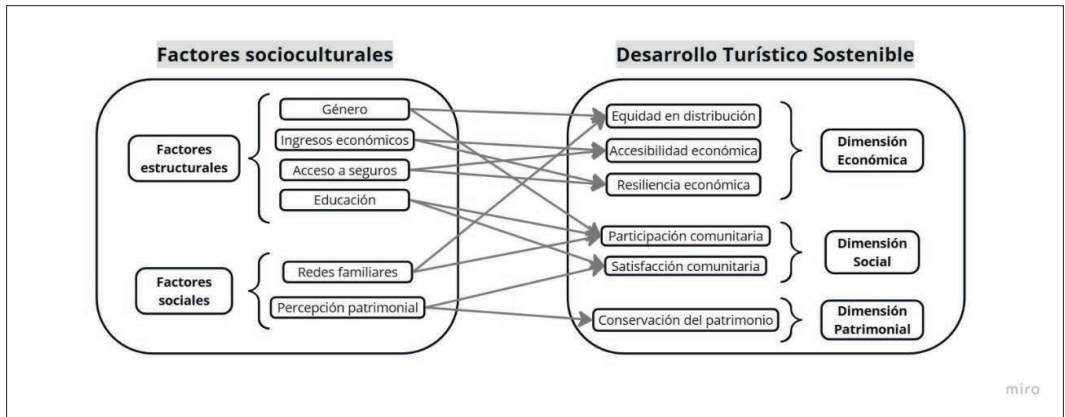 Factores socioculturales
Desarrollo Turístico Sostenible
Factores
estructurales
Género
Ingresos económicos
Acceso a seguros
Educación
Factores
sociales
Redes familiares
Percepción patrimonial
Equidad en distribución
Accesibilidad económica
Resiliencia económica
Dimensión
Económica
Participación comunitaria
Satisfacción comunitaria
Dimensión
Social
Conservación del patrimonio
Dimensión
Patrimonial
miro